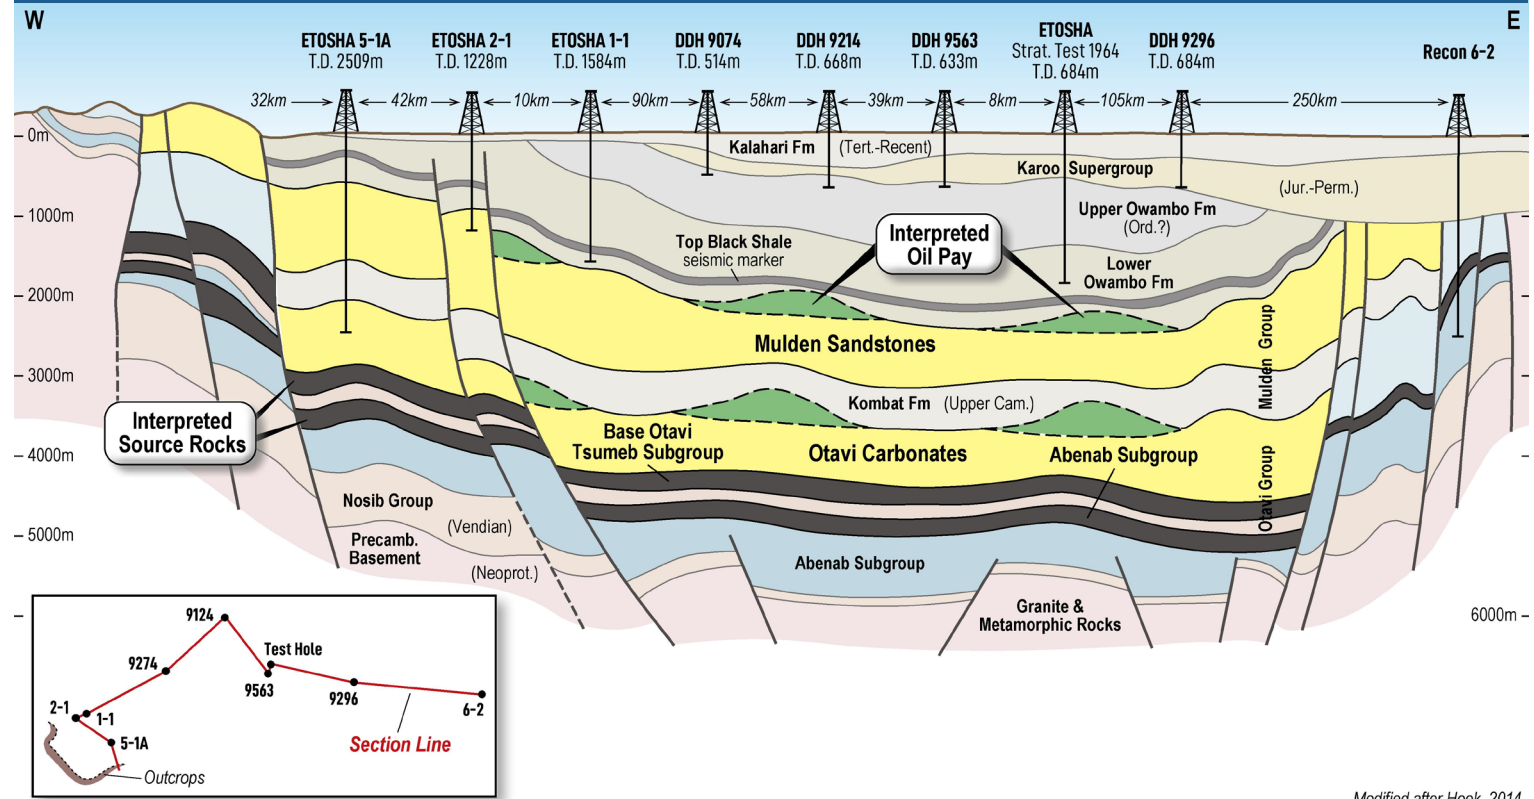 W
E
ETOSHA 5-1A
T.D. 2509m
ETOSHA 2-1
T.D. 1228m
ETOSHA 1-1
T.D. 1584m
DDH 9074
T.D. 514m
DDH 9214
T.D. 668m
DDH 9563
T.D. 633m
ETOSHA
Strat. Test 1964
T.D. 684m
DDH 9296
T.D. 684m
Recon 6-2
32km
42km
10km
90km
58km
39km
8km
105km
250km
0m
1000m
2000m
3000m
4000m
5000m
6000m
Kalahari Fm (Tert.-Recent)
Karoo Supergroup
(Jur.-Perm.)
Upper Owambo Fm
(Ord.?)
Interpreted
Oil Pay
Top Black Shale
seismic marker
Lower
Owambo Fm
Mulden Sandstones
Mulden Group
Kombat Fm (Upper Cam.)
Interpreted
Source Rocks
Base Otavi
Tsumeb Subgroup
Otavi Carbonates
Abenab Subgroup
Otavi Group
Nosib Group
(Vendian)
Precamb.
Basement
(Neoprot.)
Abenab Subgroup
Granite &
Metamorphic Rocks
9124
Test Hole
9274
9563
9296
6-2
2-1
1-1
5-1A
Section Line
Outcrops
Modified after Hoek, 2014